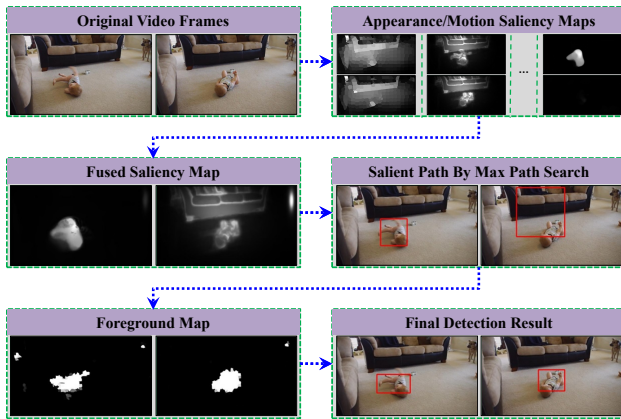 Original Video Frames
Appearance/Motion Saliency Maps
...
Fused Saliency Map
Salient Path By Max Path Search
Foreground Map
Final Detection Result